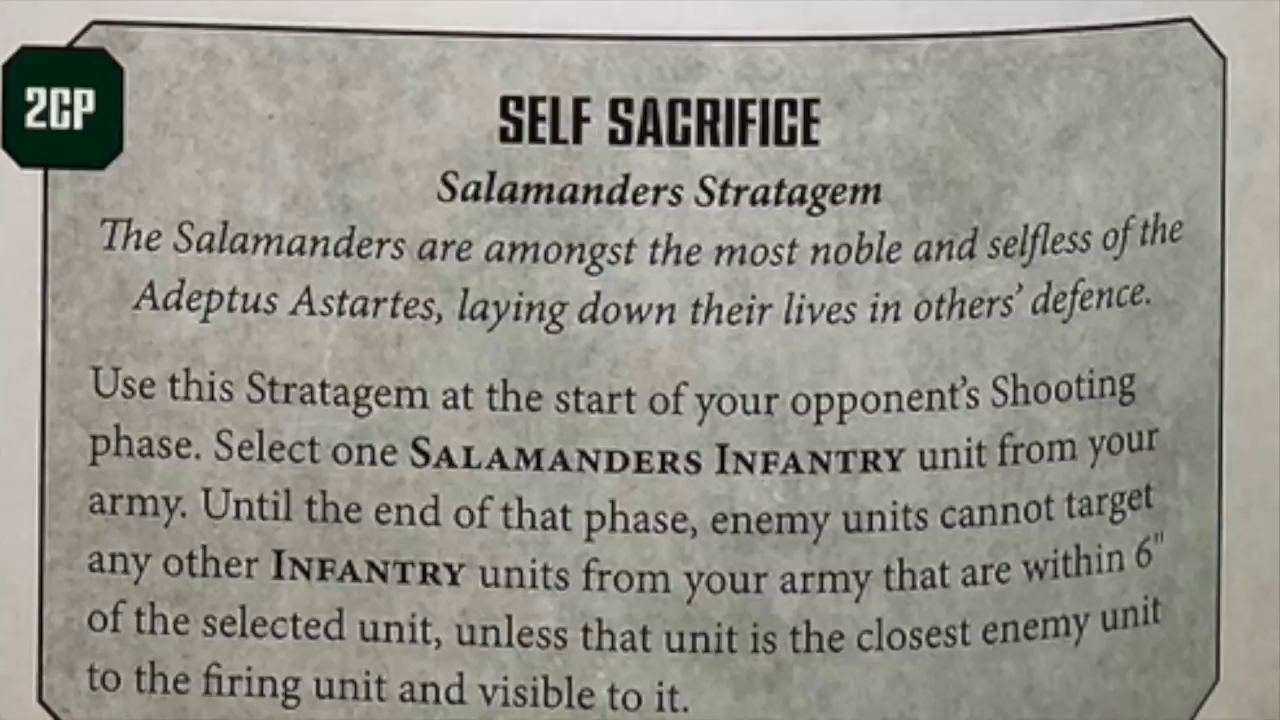 2CP
SELF SACRIFICE
Salamanders Stratagem
The Salamanders are amongst the most noble and selfless of the
Adeptus Astartes, laying down their lives in others' defence.
Use this Stratagem at the start of your opponent's Shooting
phase. Select one SALAMANDERS INFANTRY unit from your
army. Until the end of that phase, enemy units cannot target
any other INFANTRY units from your army that are within 6"
of the selected unit, unless that unit is the closest enemy unit
to the firing unit and visible to it.